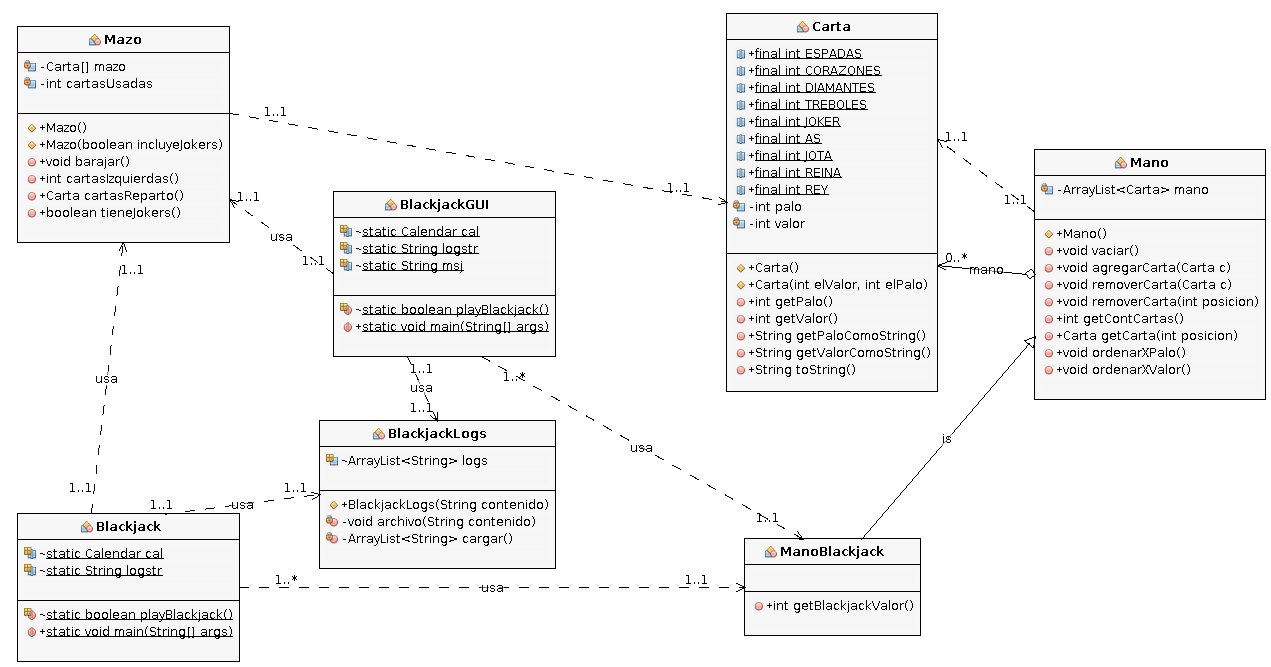 Mazo
-Carta[] mazo
-int cartasUsadas
+Mazo()
+Mazo(boolean incluyeJokers)
+void barajar()
+int cartasIzquierdas()
+Carta cartasReparto()
+boolean tieneJokers()
Carta
+final int ESPADAS
+final int CORAZONES
+final int DIAMANTES
+final int TREBOLES
+final int JOKER
+final int AS
+final int JOTA
+final int REINA
+final int REY
-int palo
-int valor
+Carta()
+Carta(int elValor, int elPalo)
+int getPalo()
+int getValor()
+String getPaloComoString()
+String getValorComoString()
+String toString()
Mano
-ArrayList<Carta> mano
+Mano()
+void vaciar()
+void agregarCarta(Carta c)
+void removerCarta(Carta c)
+void removerCarta(int posicion)
+int getContCartas()
+Carta getCarta(int posicion)
+void ordenarXPalo()
+void ordenarXValor()
BlackjackGUI
~static Calendar cal
~static String logstr
~static String msj
~static boolean playBlackjack()
+static void main(String[] args)
BlackjackLogs
~ArrayList<String> logs
+BlackjackLogs(String contenido)
-void archivo(String contenido)
-ArrayList<String> cargar()
Blackjack
~static Calendar cal
~static String logstr
~static boolean playBlackjack()
+static void main(String[] args)
ManoBlackjack
+int getBlackjackValor()
1..1
1..1
1..1
1..1
0..*
mano
1..1
usa
1..1
1..1
usa
1..1
1..1
usa
1..1
1..*
usa
1..1
1..1
usa
1..1
1..*
usa
1..1
is